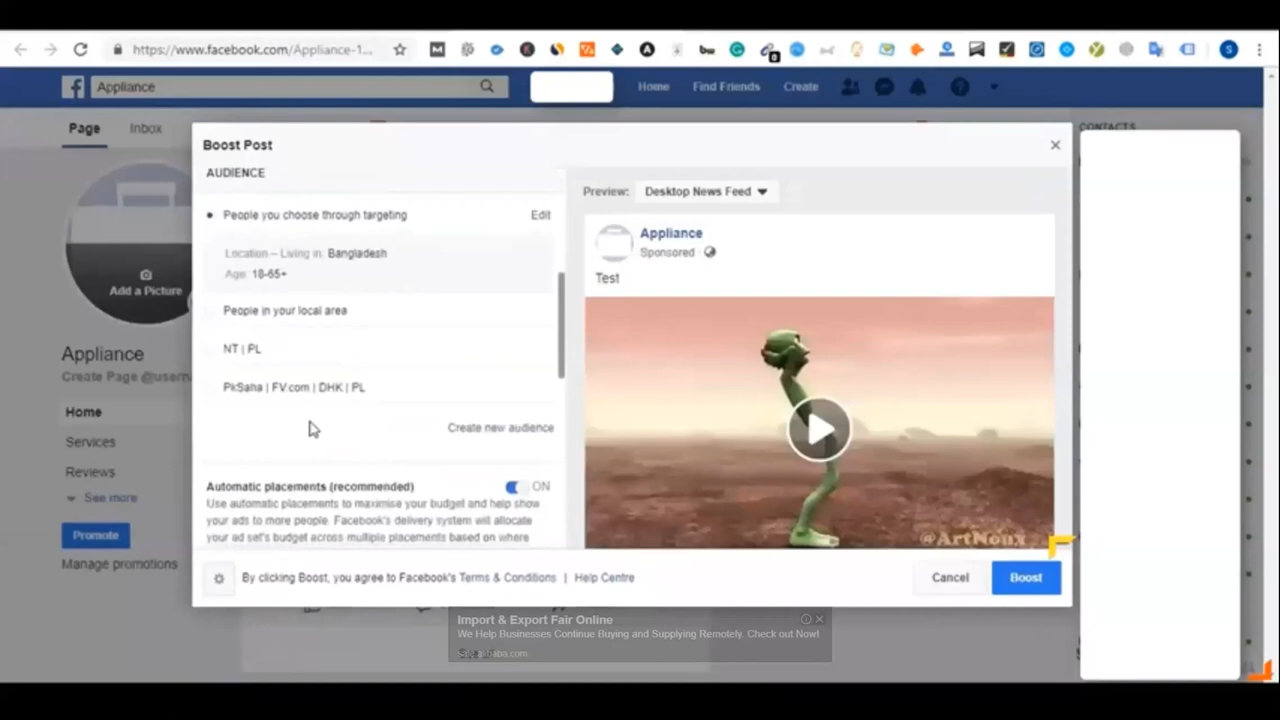 https://www.facebook.com/Appliance-1...
Appliance
Home
Find Friends
Create
Page
Inbox
CONTACTS
Boost Post
AUDIENCE
People you choose through targeting
Edit
Location – Living in: Bangladesh
Age: 18-65+
People in your local area
NT | PL
PkSaha | FV.com | DHK | PL
Create new audience
Automatic placements (recommended)
ON
Use automatic placements to maximise your budget and help show
your ads to more people. Facebook's delivery system will allocate
your ad set's budget across multiple placements based on where
Preview:
Desktop News Feed
Appliance
Sponsored
Test
@ArtNoux
By clicking Boost, you agree to Facebook's Terms & Conditions | Help Centre
Cancel
Boost
Add a Picture
Appliance
Create Page @usern
Home
Services
Reviews
See more
Promote
Manage promotions
Import & Export Fair Online
We Help Businesses Continue Buying and Supplying Remotely. Check out Now!